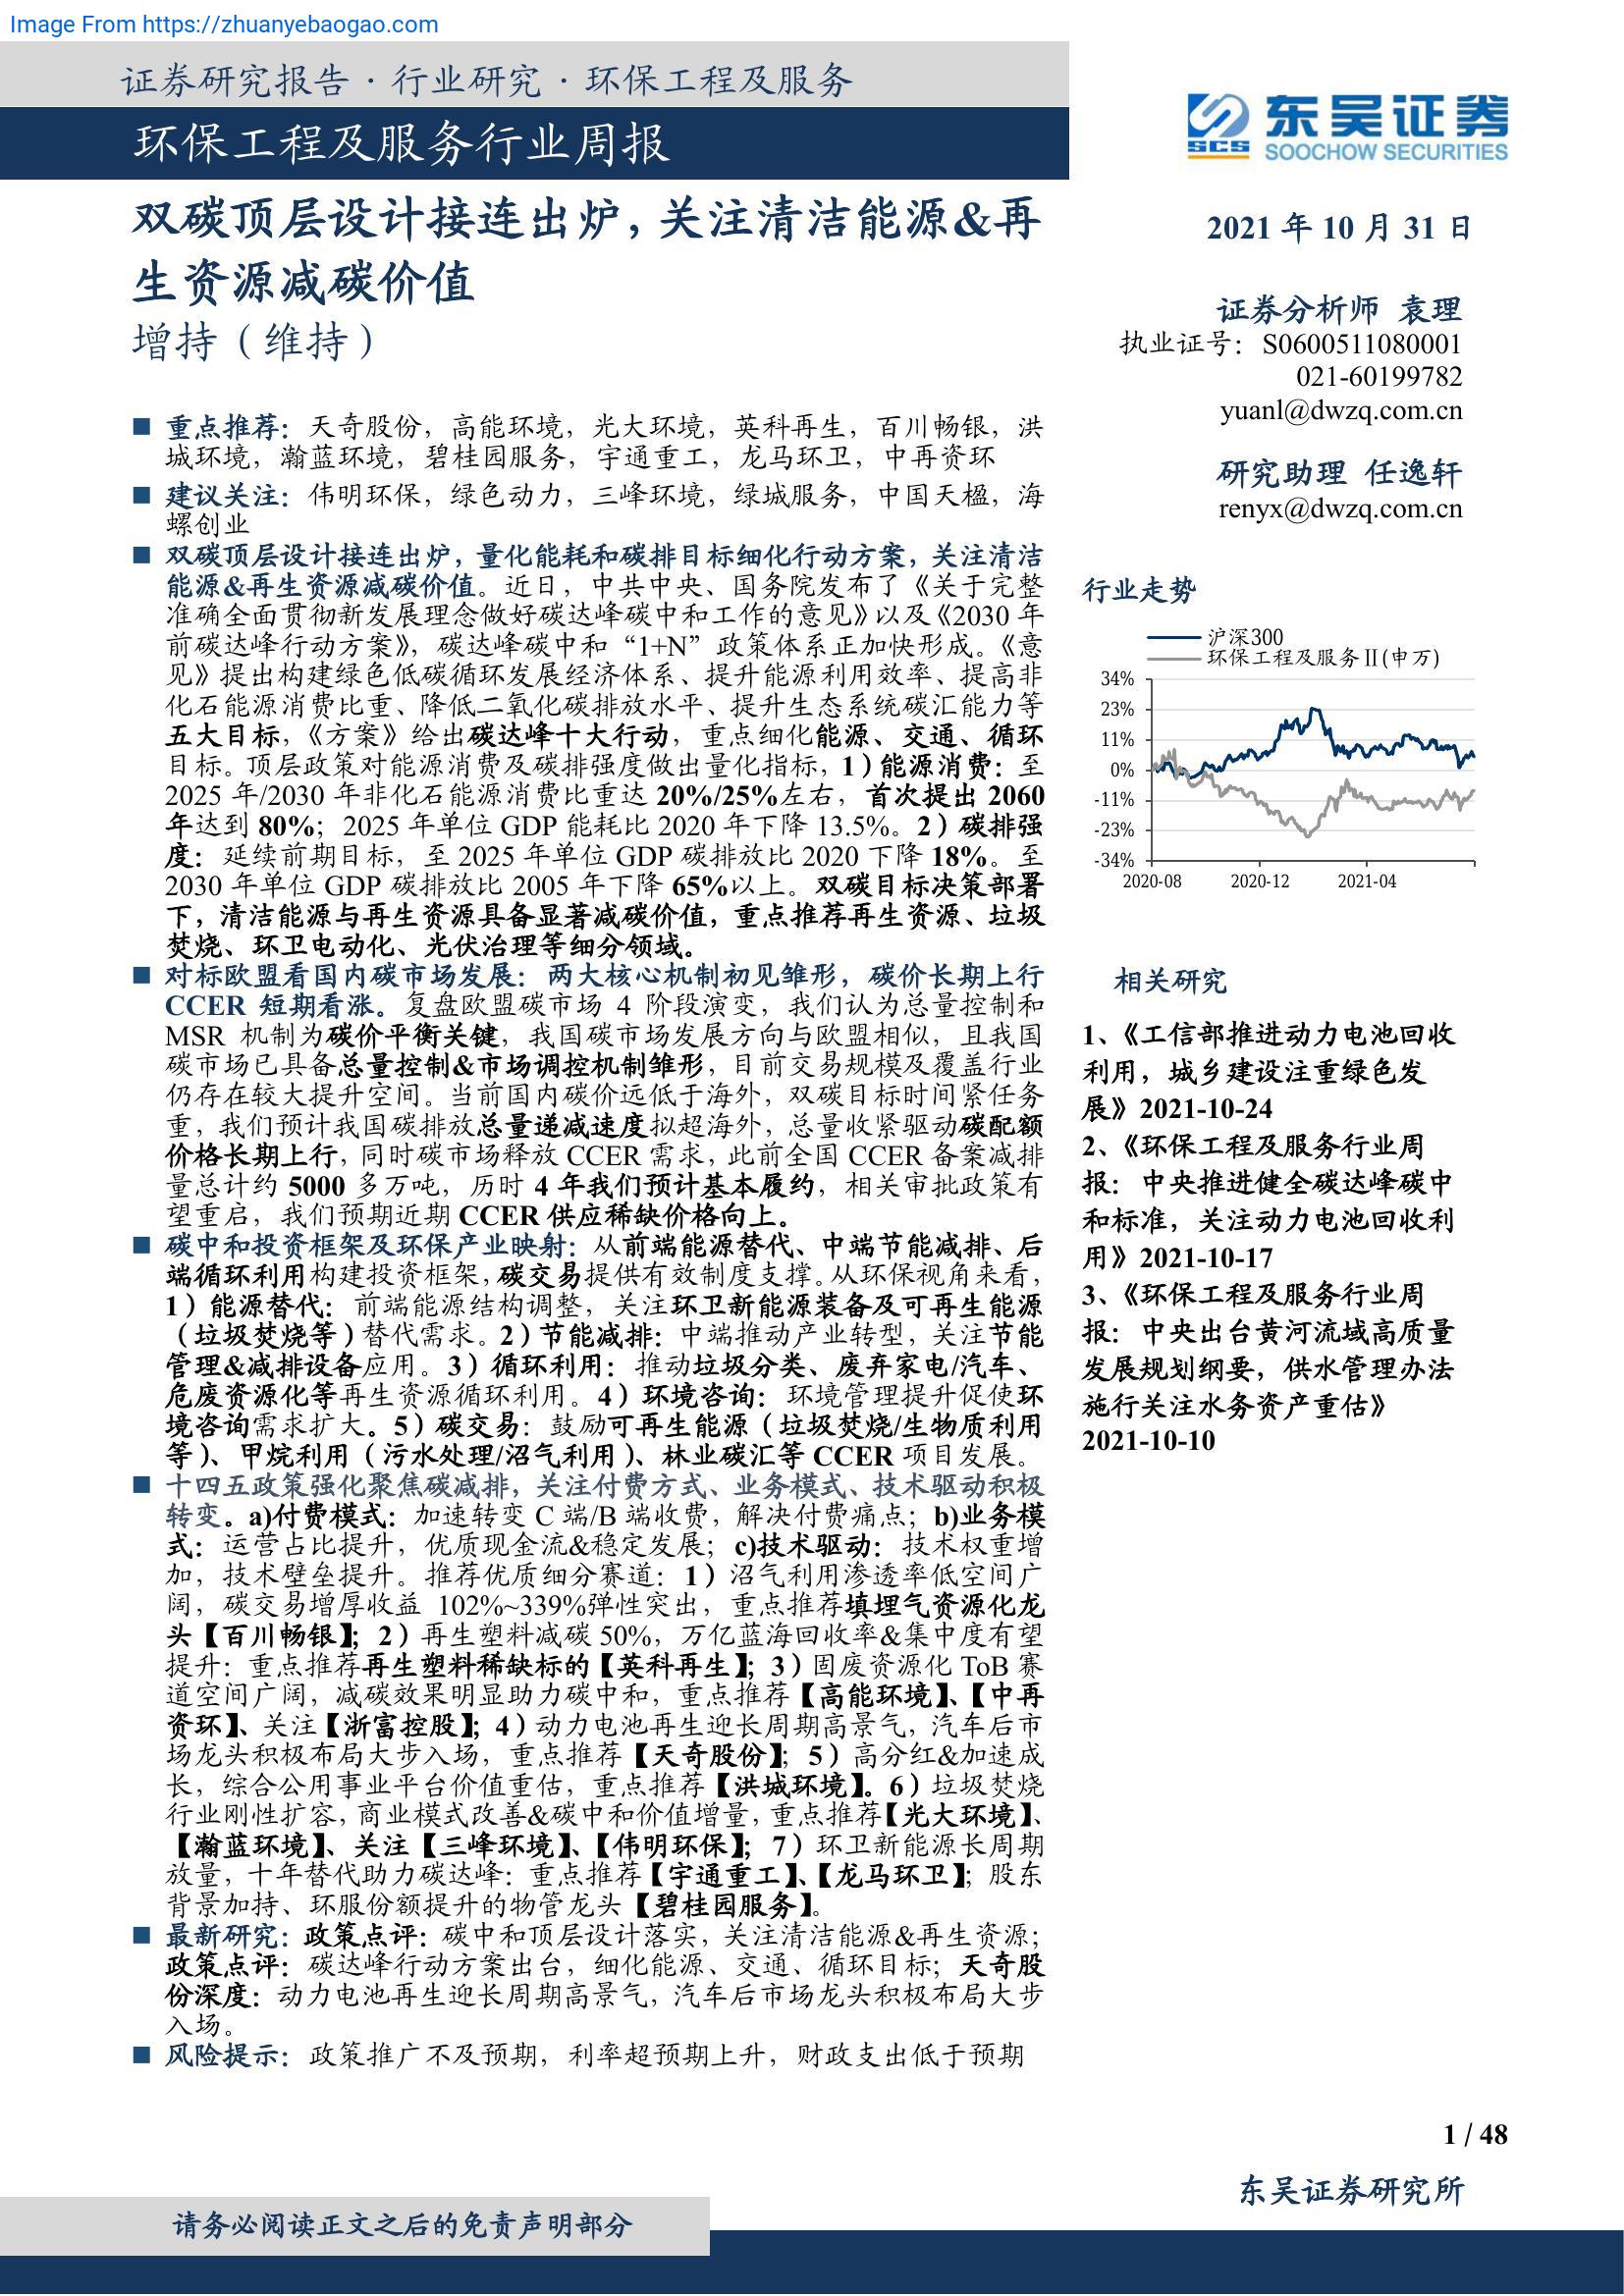 Image From https://zhuanyebaogao.com
证券研究报告 · 行业研究 · 环保工程及服务
环保工程及服务行业周报
东吴证券
SCS
SOOCHOW SECURITIES
双碳顶层设计接连出炉，关注清洁能源&再
生资源减碳价值
增持（维持）
2021 年 10 月 31 日
证券分析师 袁理
执业证号：S0600511080001
021-60199782
yuanl@dwzq.com.cn
研究助理 任逸轩
renyx@dwzq.com.cn
■ 重点推荐：天奇股份，高能环境，光大环境，英科再生，百川畅银，洪
城环境，瀚蓝环境，碧桂园服务，宇通重工，龙马环卫，中再资环
■ 建议关注：伟明环保，绿色动力，三峰环境，绿城服务，中国天楹，海
螺创业
■ 双碳顶层设计接连出炉，量化能耗和碳排目标细化行动方案，关注清洁
能源&再生资源减碳价值。近日，中共中央、国务院发布了《关于完整
准确全面贯彻新发展理念做好碳达峰碳中和工作的意见》以及《2030 年
前碳达峰行动方案》，碳达峰碳中和“1+N”政策体系正加快形成。《意
见》提出构建绿色低碳循环发展经济体系、提升能源利用效率、提高非
化石能源消费比重、降低二氧化碳排放水平、提升生态系统碳汇能力等
五大目标，《方案》给出碳达峰十大行动，重点细化能源、交通、循环
目标。顶层政策对能源消费及碳排强度做出量化指标，1）能源消费：至
2025 年/2030 年非化石能源消费比重达 20%/25%左右，首次提出 2060
年达到 80%；2025 年单位 GDP 能耗比 2020 年下降 13.5%。2）碳排强
度：延续前期目标，至 2025 年单位 GDP 碳排放比 2020 下降 18%。至
2030 年单位 GDP 碳排放比 2005 年下降 65%以上。双碳目标决策部署
下，清洁能源与再生资源具备显著减碳价值，重点推荐再生资源、垃圾
焚烧、环卫电动化、光伏治理等细分领域。
■ 对标欧盟看国内碳市场发展：两大核心机制初见雏形，碳价长期上行
CCER 短期看涨。复盘欧盟碳市场 4 阶段演变，我们认为总量控制和
MSR 机制为碳价平衡关键，我国碳市场发展方向与欧盟相似，且我国
碳市场已具备总量控制&市场调控机制雏形，目前交易规模及覆盖行业
仍存在较大提升空间。当前国内碳价远低于海外，双碳目标时间紧任务
重，我们预计我国碳排放总量递减速度拟超海外，总量收紧驱动碳配额
价格长期上行，同时碳市场释放 CCER 需求，此前全国 CCER 备案减排
量总计约 5000 多万吨，历时 4 年我们预计基本履约，相关审批政策有
望重启，我们预期近期 CCER 供应稀缺价格向上。
■ 碳中和投资框架及环保产业映射：从前端能源替代、中端节能减排、后
端循环利用构建投资框架，碳交易提供有效制度支撑。从环保视角来看，
1）能源替代：前端能源结构调整，关注环卫新能源装备及可再生能源
（垃圾焚烧等）替代需求。2）节能减排：中端推动产业转型，关注节能
管理&减排设备应用。3）循环利用：推动垃圾分类、废弃家电/汽车、
危废资源化等再生资源循环利用。4）环境咨询：环境管理提升促使环
境咨询需求扩大。5）碳交易：鼓励可再生能源（垃圾焚烧/生物质利用
等）、甲烷利用（污水处理/沼气利用）、林业碳汇等 CCER 项目发展。
■ 十四五政策强化聚焦碳减排，关注付费方式、业务模式、技术驱动积极
转变。a)付费模式：加速转变 C 端/B 端收费，解决付费痛点；b)业务模
式：运营占比提升，优质现金流&稳定发展；c)技术驱动：技术权重增
加，技术壁垒提升。推荐优质细分赛道：1）沼气利用渗透率低空间广
阔，碳交易增厚收益 102%~339%弹性突出，重点推荐填埋气资源化龙
头【百川畅银】；2）再生塑料减碳 50%，万亿蓝海回收率&集中度有望
提升：重点推荐再生塑料稀缺标的【英科再生】；3）固废资源化 ToB 赛
道空间广阔，减碳效果明显助力碳中和，重点推荐【高能环境】、【中再
资环】、关注【浙富控股】；4）动力电池再生迎长周期高景气，汽车后市
场龙头积极布局大步入场，重点推荐【天奇股份】；5）高分红&加速成
长，综合公用事业平台价值重估，重点推荐【洪城环境】。6）垃圾焚烧
行业刚性扩容，商业模式改善&碳中和价值增量，重点推荐【光大环境】、
【瀚蓝环境】、关注【三峰环境】、【伟明环保】；7）环卫新能源长周期
放量，十年替代助力碳达峰：重点推荐【宇通重工】、【龙马环卫】；股东
背景加持、环服份额提升的物管龙头【碧桂园服务】。
■ 最新研究：政策点评：碳中和顶层设计落实，关注清洁能源&再生资源；
政策点评：碳达峰行动方案出台，细化能源、交通、循环目标；天奇股
份深度：动力电池再生迎长周期高景气，汽车后市场龙头积极布局大步
入场。
■ 风险提示：政策推广不及预期，利率超预期上升，财政支出低于预期
行业走势
沪深300
环保工程及服务Ⅱ(申万)
34%
23%
11%
0%
-11%
-23%
-34%
2020-08 2020-12 2021-04
相关研究
1、《工信部推进动力电池回收
利用，城乡建设注重绿色发
展》2021-10-24
2、《环保工程及服务行业周
报：中央推进健全碳达峰碳中
和标准，关注动力电池回收利
用》2021-10-17
3、《环保工程及服务行业周
报：中央出台黄河流域高质量
发展规划纲要，供水管理办法
施行关注水务资产重估》
2021-10-10
1 / 48
东吴证券研究所
请务必阅读正文之后的免责声明部分